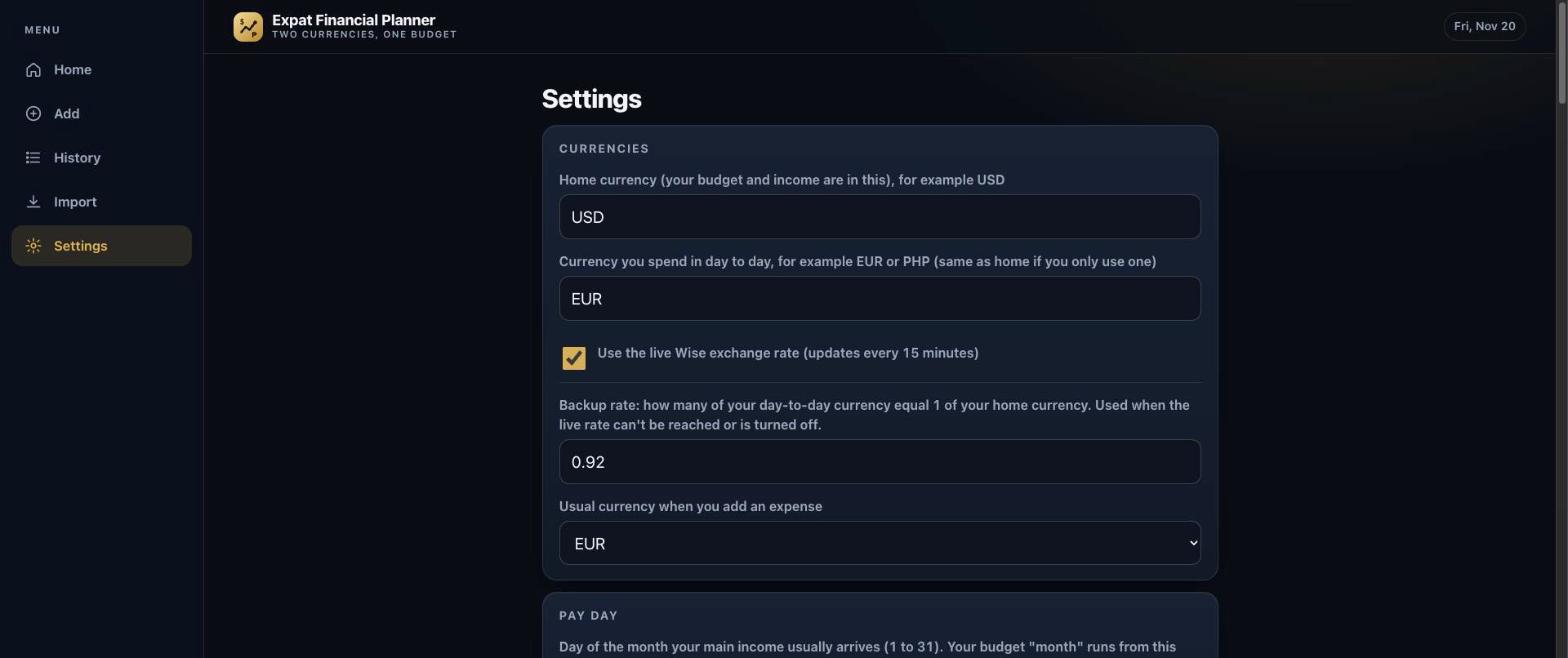 MENU
Home
Add
History
Import
Settings
Expat Financial Planner
TWO CURRENCIES, ONE BUDGET
Fri, Nov 20
Settings
CURRENCIES
Home currency (your budget and income are in this), for example USD
USD
Currency you spend in day to day, for example EUR or PHP (same as home if you only use one)
EUR
Use the live Wise exchange rate (updates every 15 minutes)
Backup rate: how many of your day-to-day currency equal 1 of your home currency. Used when the
live rate can't be reached or is turned off.
0.92
Usual currency when you add an expense
EUR
PAY DAY
Day of the month your main income usually arrives (1 to 31). Your budget "month" runs from this